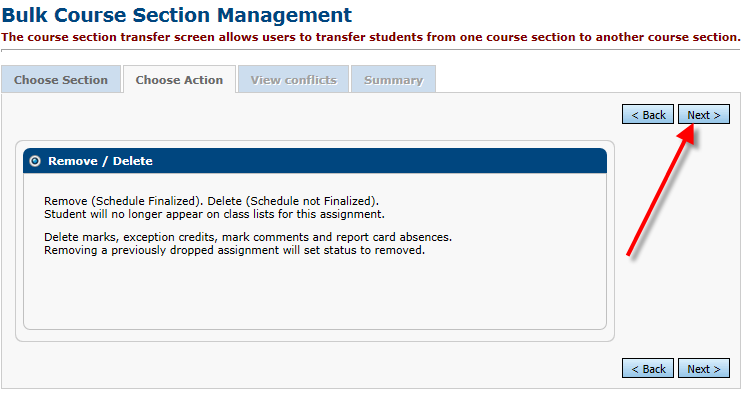 Bulk Course Section Management
The course section transfer screen allows users to transfer students from one course section to another course section.
Choose Section
Choose Action
View conflicts
Summary
< Back
Next >
Remove / Delete
Remove (Schedule Finalized). Delete (Schedule not Finalized).
Student will no longer appear on class lists for this assignment.
Delete marks, exception credits, mark comments and report card absences.
Removing a previously dropped assignment will set status to removed.
< Back
Next >